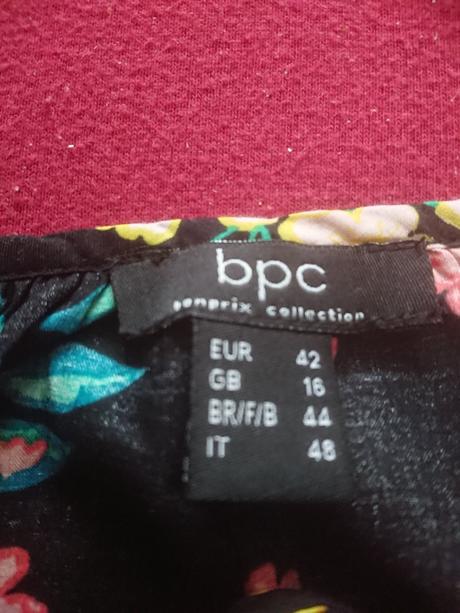 bpc
bonprix collection
EUR 42
GB 16
BR/F/B 44
IT 48